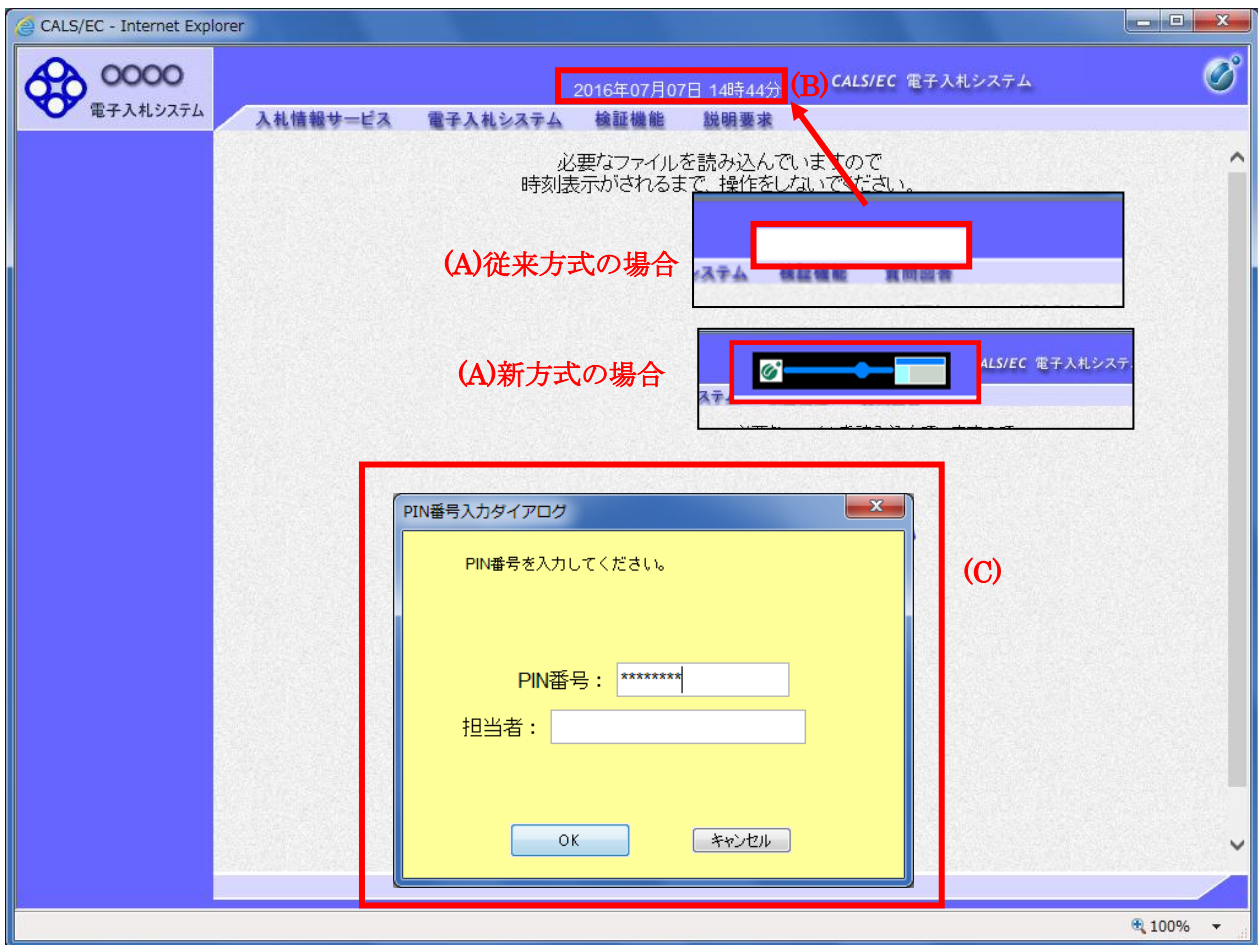 CALS/EC - Internet Explorer
○○○○
電子入札システム
2016年07月07日 14時44分
(B)
CALS/EC 電子入札システム
入札情報サービス 電子入札システム 検証機能 説明要求
必要なファイルを読み込んでいますので
時刻表示がされるまで、操作をしないでください。
(A)従来方式の場合
システム 検証機能 質問回答
(A)新方式の場合
ALS/EC 電子入札システ
ステ
PIN番号入力ダイアログ
PIN番号を入力してください。
(C)
PIN番号： ********
担当者：
OK キャンセル
100%